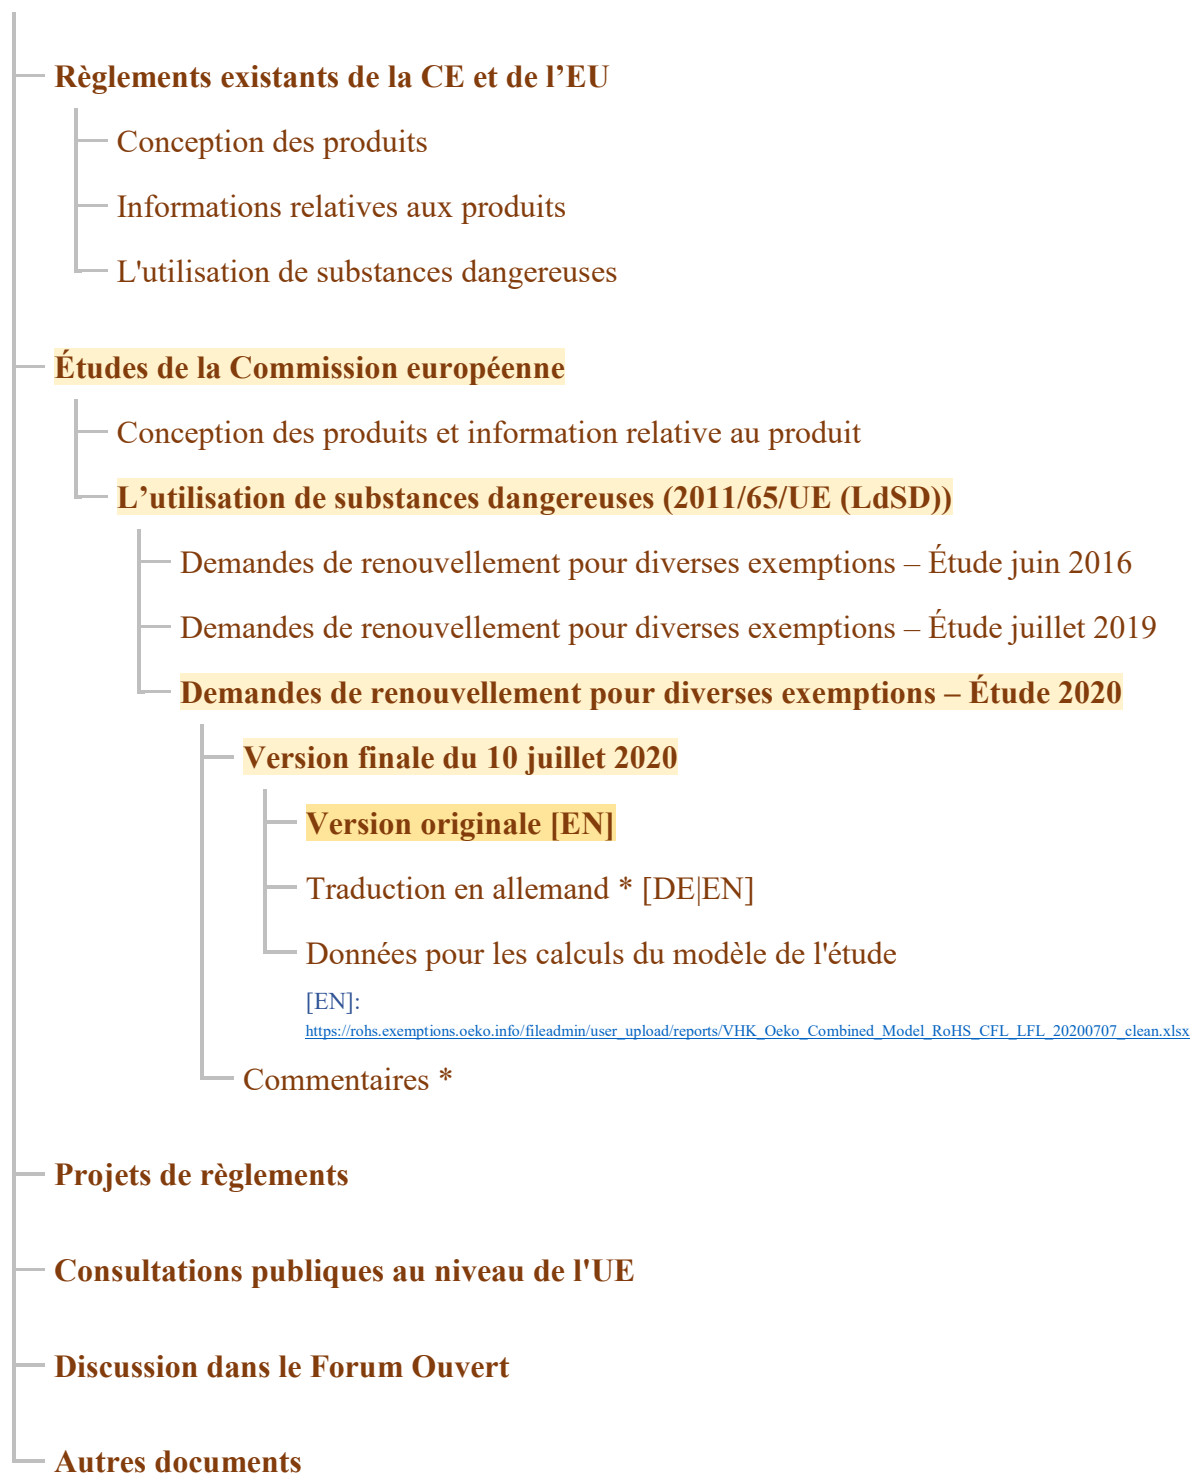 Règlements existants de la CE et de l’EU
Conception des produits
Informations relatives aux produits
L'utilisation de substances dangereuses
Études de la Commission européenne
Conception des produits et information relative au produit
L’utilisation de substances dangereuses (2011/65/UE (LdSD))
Demandes de renouvellement pour diverses exemptions – Étude juin 2016
Demandes de renouvellement pour diverses exemptions – Étude juillet 2019
Demandes de renouvellement pour diverses exemptions – Étude 2020
Version finale du 10 juillet 2020
Version originale [EN]
Traduction en allemand * [DE|EN]
Données pour les calculs du modèle de l'étude
[EN]:
https://rohs.exemptions.oeko.info/fileadmin/user_upload/reports/VHK_Oeko_Combined_Model_RoHS_CFL_LFL_20200707_clean.xlsx
Commentaires *
Projets de règlements
Consultations publiques au niveau de l'UE
Discussion dans le Forum Ouvert
Autres documents